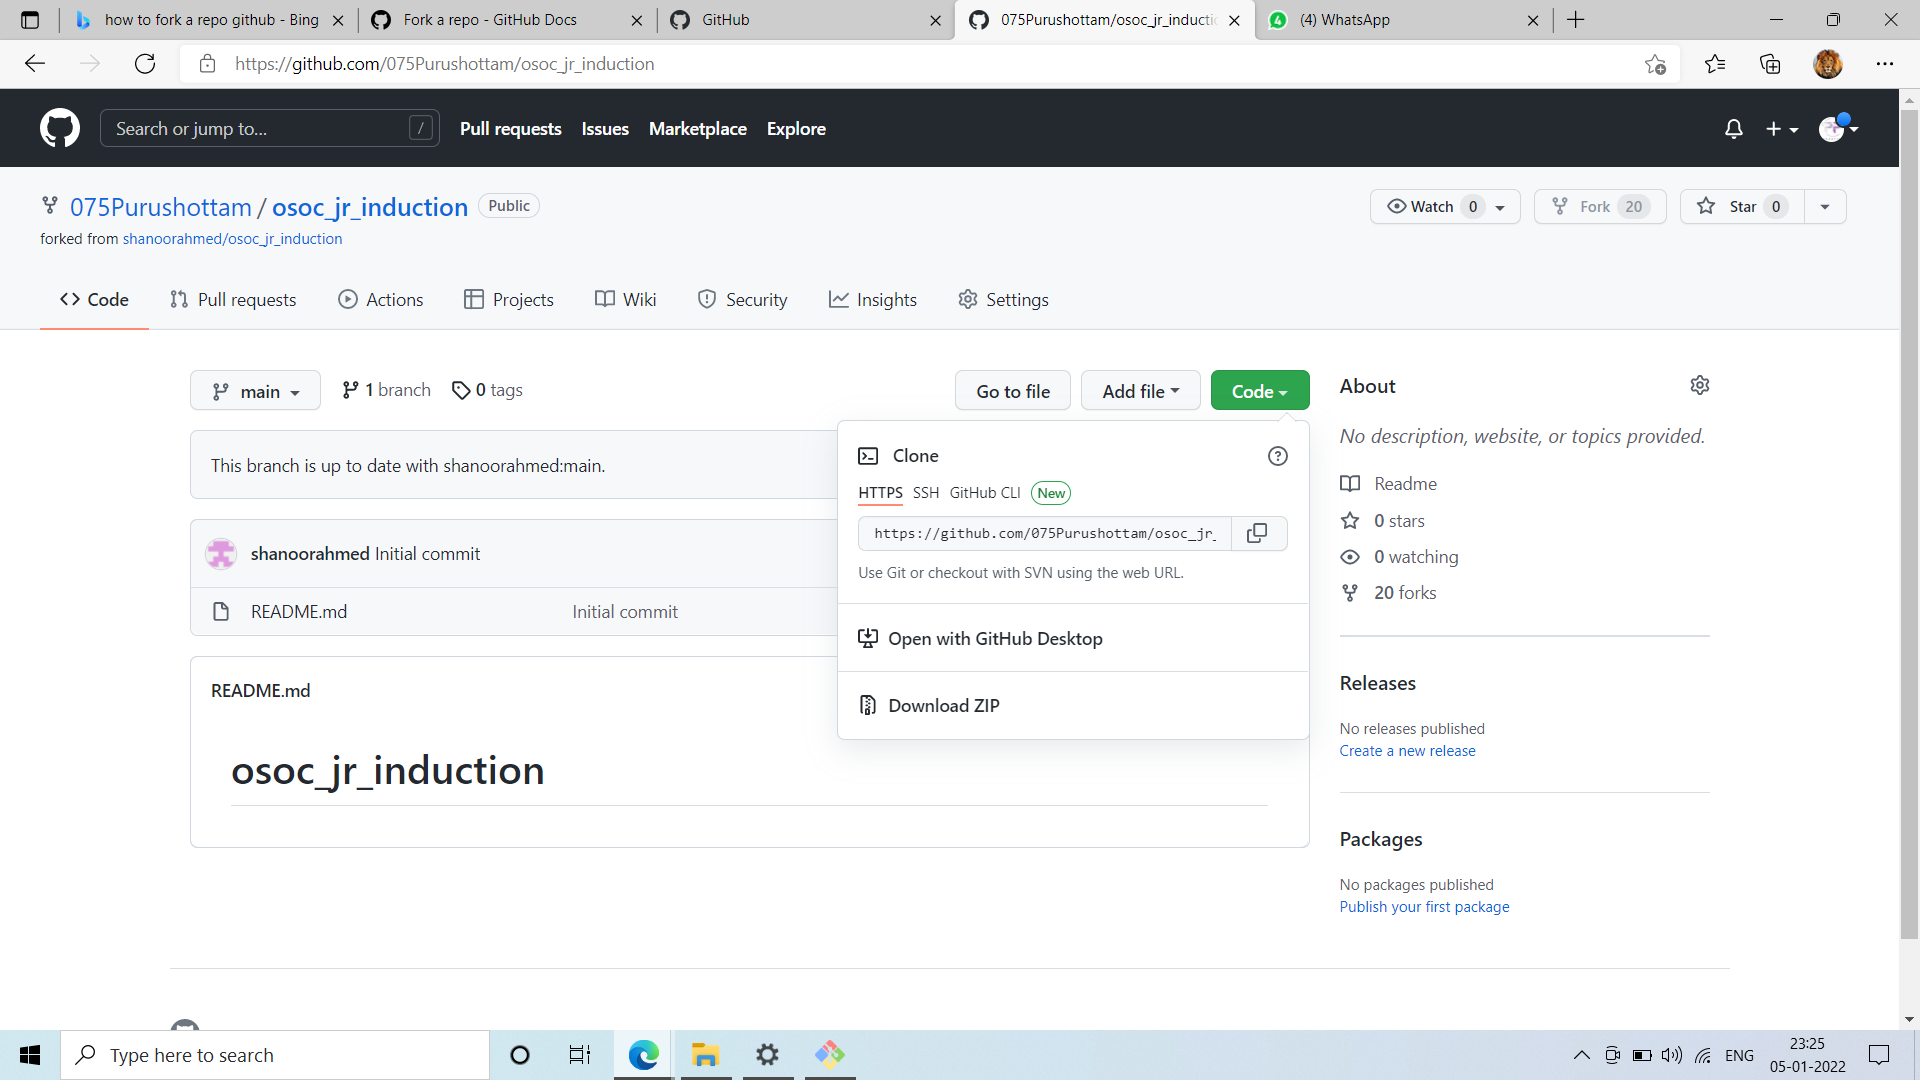 how to fork a repo github - Bing
Fork a repo - GitHub Docs
GitHub
075Purushottam/osoc_jr_inductio
(4) WhatsApp
https://github.com/075Purushottam/osoc_jr_induction
Search or jump to...
/
Pull requests
Issues
Marketplace
Explore
075Purushottam / osoc_jr_induction
Public
forked from shanoorahmed/osoc_jr_induction
Watch 0
Fork 20
Star 0
Code
Pull requests
Actions
Projects
Wiki
Security
Insights
Settings
main
1 branch
0 tags
Go to file
Add file
Code
This branch is up to date with shanoorahmed:main.
shanoorahmed Initial commit
README.md
Initial commit
README.md
osoc_jr_induction
Clone
HTTPS
SSH
GitHub CLI
New
https://github.com/075Purushottam/osoc_jr_
Use Git or checkout with SVN using the web URL.
Open with GitHub Desktop
Download ZIP
About
No description, website, or topics provided.
Readme
0 stars
0 watching
20 forks
Releases
No releases published
Create a new release
Packages
No packages published
Publish your first package
Type here to search
ENG
23:25
05-01-2022